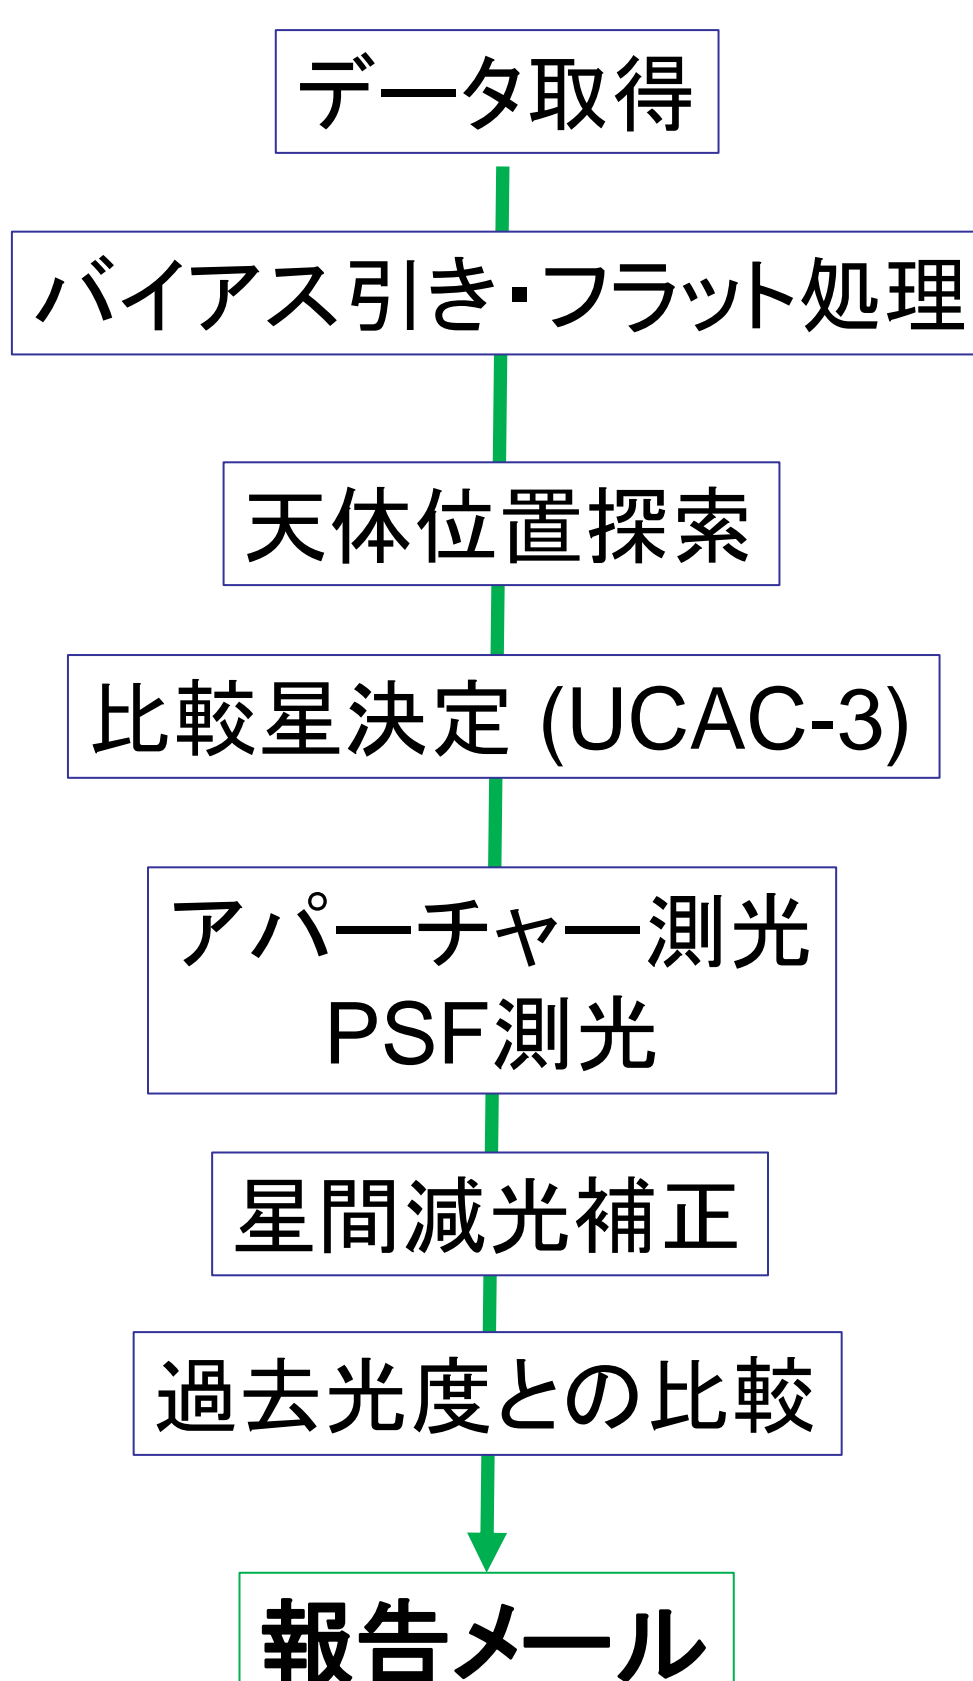 データ取得
バイアス引き・フラット処理
天体位置探索
比較星決定 (UCAC-3)
アパーチャー測光
PSF測光
星間減光補正
過去光度との比較
報告メール